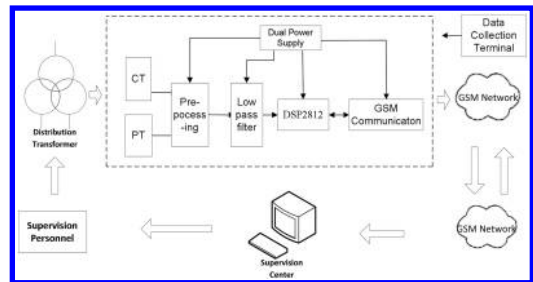 Dual Power
Supply
Data
Collection
Terminal
CT
PT
Pre-
pocess
-ing
Low
pass
filter
DSP2812
GSM
Communicaton
GSM Network
Distribution
Transformer
GSM Network
Supervision
Center
Supervision
Personnel